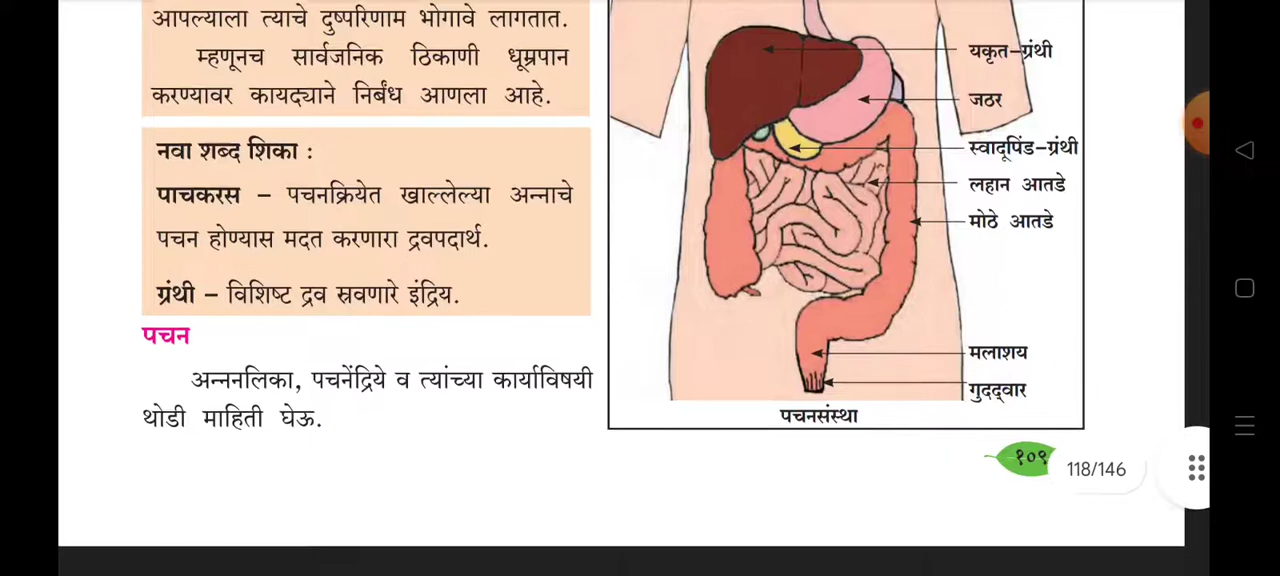 आपल्याला त्याचे दुष्परिणाम भोगावे लागतात.
म्हणूनच सार्वजनिक ठिकाणी धूम्रपान
करण्यावर कायद्याने निर्बंध आणला आहे.
नवा शब्द शिका :
पाचकरस – पचनक्रियेत खाल्लेल्या अन्नाचे
पचन होण्यास मदत करणारा द्रवपदार्थ.
ग्रंथी – विशिष्ट द्रव स्रवणारे इंद्रिय.
पचन
अन्ननलिका, पचनेंद्रिये व त्यांच्या कार्याविषयी
थोडी माहिती घेऊ.
यकृत-ग्रंथी
जठर
स्वादूपिंड-ग्रंथी
लहान आतडे
मोठे आतडे
मलाशय
गुदद्‌वार
पचनसंस्था
१०९
118/146